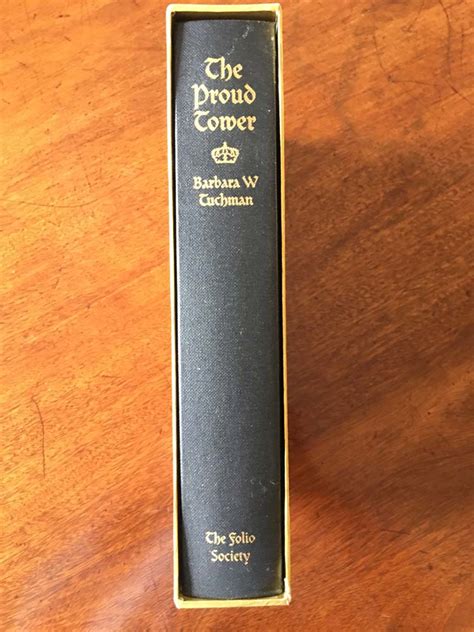 The
Proud
Tower
Barbara W
Tuchman
The Folio
Society